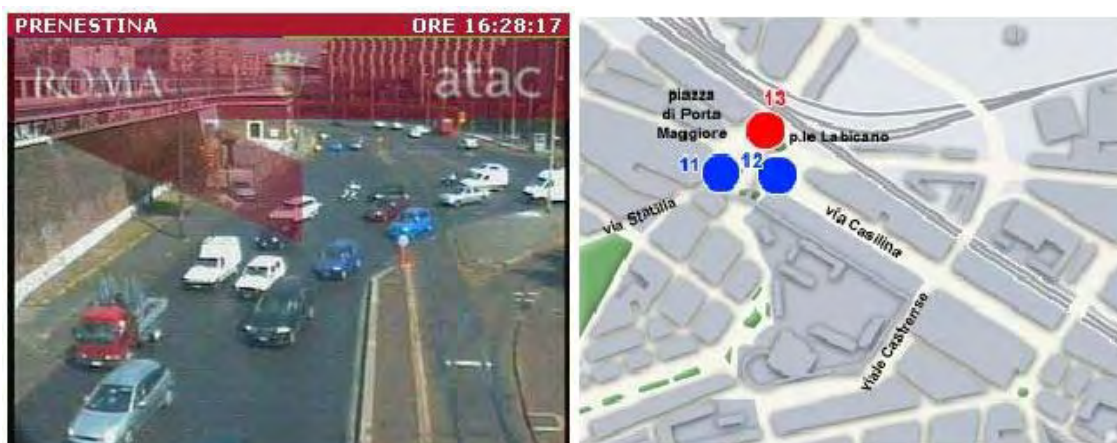 PRENESTINA ORE 16:28:17
ROMA atac
13
piazza
di Porta
Maggiore
p.le Labicano
11
12
via Statilia
via Casilina
viale Castrense